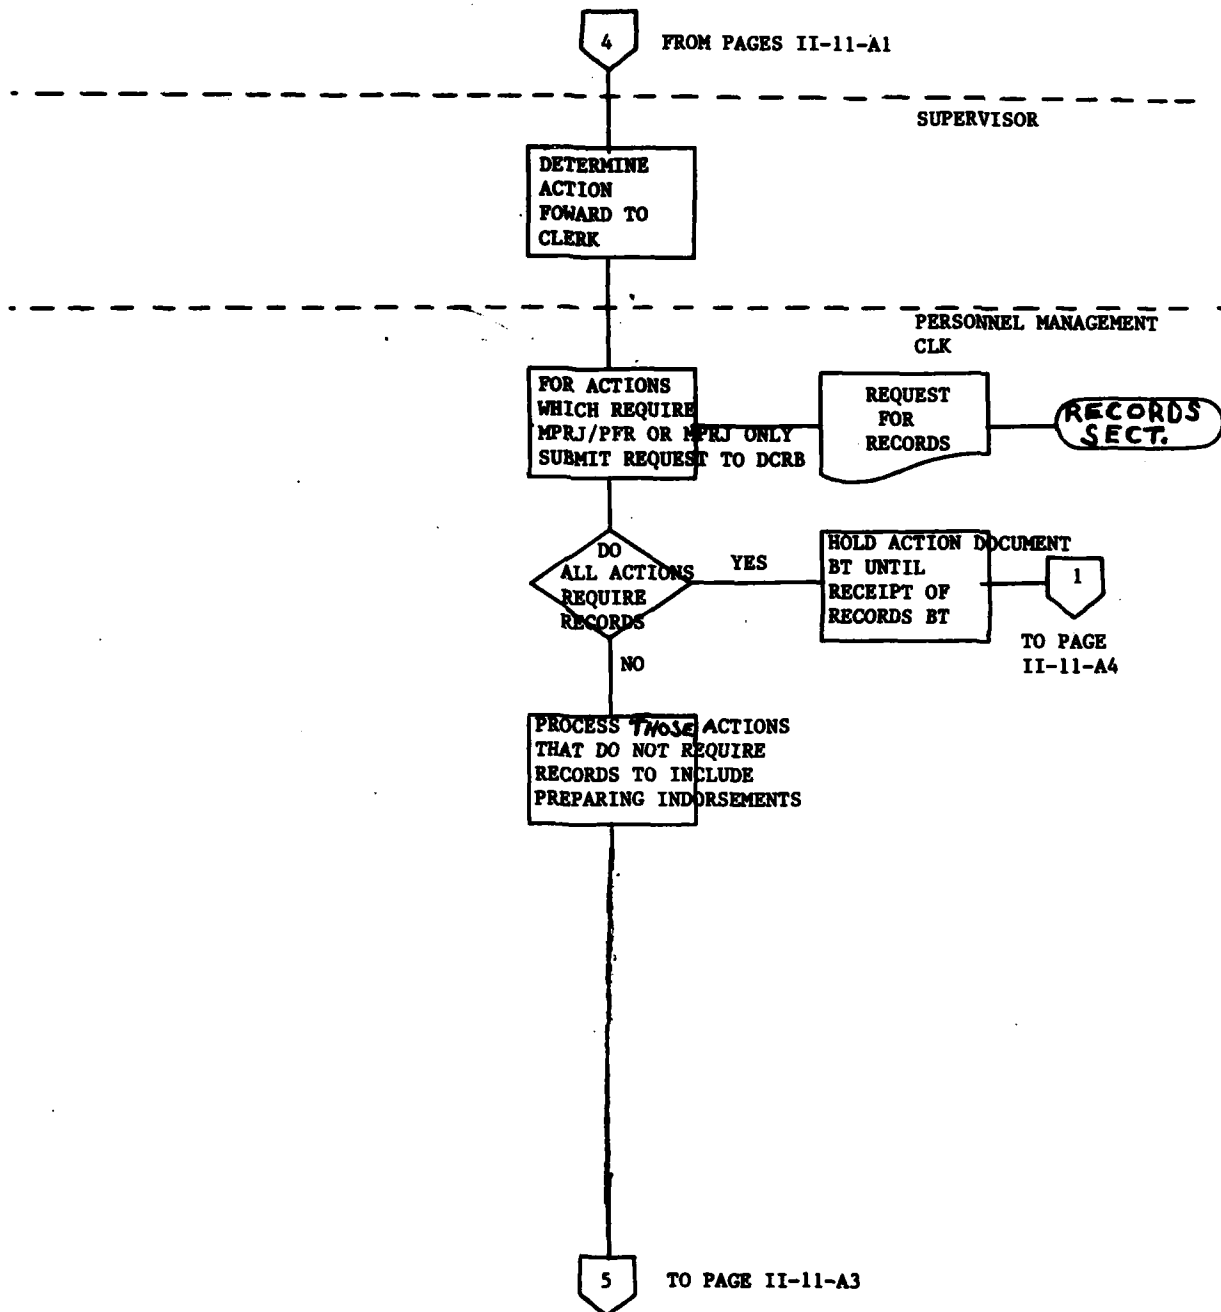 4 FROM PAGES II-11-A1
SUPERVISOR
DETERMINE
ACTION
FOWARD TO
CLERK
PERSONNEL MANAGEMENT
CLK
FOR ACTIONS
WHICH REQUIRE
MPRJ/PFR OR MPRJ ONLY
SUBMIT REQUEST TO DCRB
REQUEST
FOR
RECORDS
RECORDS
SECT.
DO
ALL ACTIONS
REQUIRE
RECORDS
YES
HOLD ACTION DOCUMENT
BT UNTIL
RECEIPT OF
RECORDS BT
1
TO PAGE
II-11-A4
NO
PROCESS THOSE ACTIONS
THAT DO NOT REQUIRE
RECORDS TO INCLUDE
PREPARING INDORSEMENTS
5 TO PAGE II-11-A3